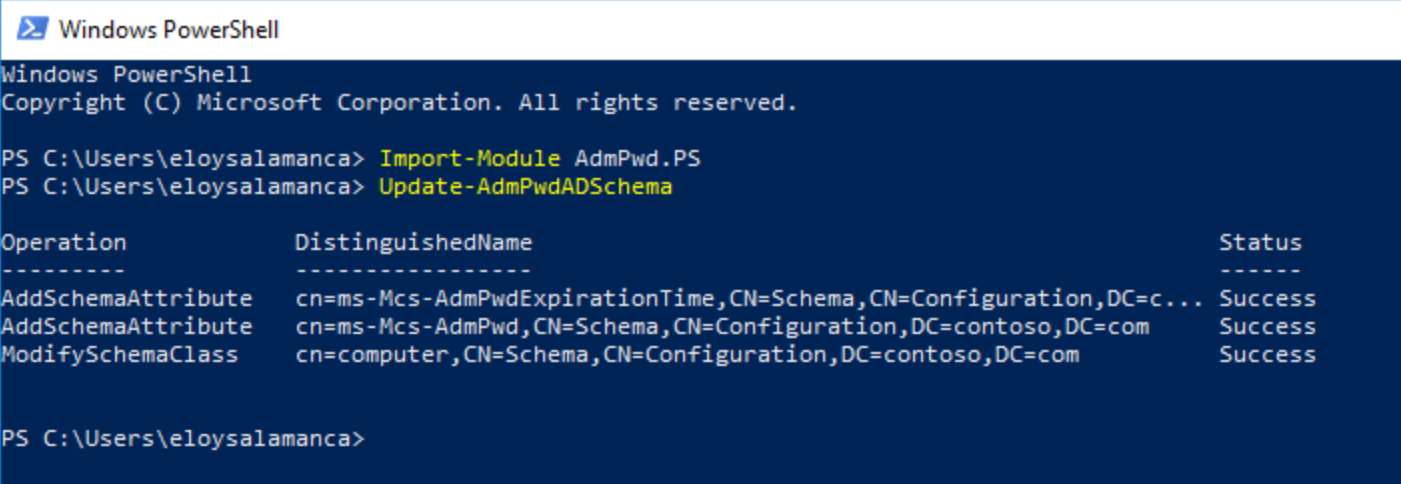 Windows PowerShell
Windows PowerShell
Copyright (C) Microsoft Corporation. All rights reserved.
PS C:\Users\eloysalamanca> Import-Module AdmPwd.PS
PS C:\Users\eloysalamanca> Update-AdmPwdADSchema
Operation DistinguishedName Status
--------- ----------------- ------
AddSchemaAttribute cn=ms-Mcs-AdmPwdExpirationTime,CN=Schema,CN=Configuration,DC=c... Success
AddSchemaAttribute cn=ms-Mcs-AdmPwd,CN=Schema,CN=Configuration,DC=contoso,DC=com Success
ModifySchemaClass cn=computer,CN=Schema,CN=Configuration,DC=contoso,DC=com Success
PS C:\Users\eloysalamanca>